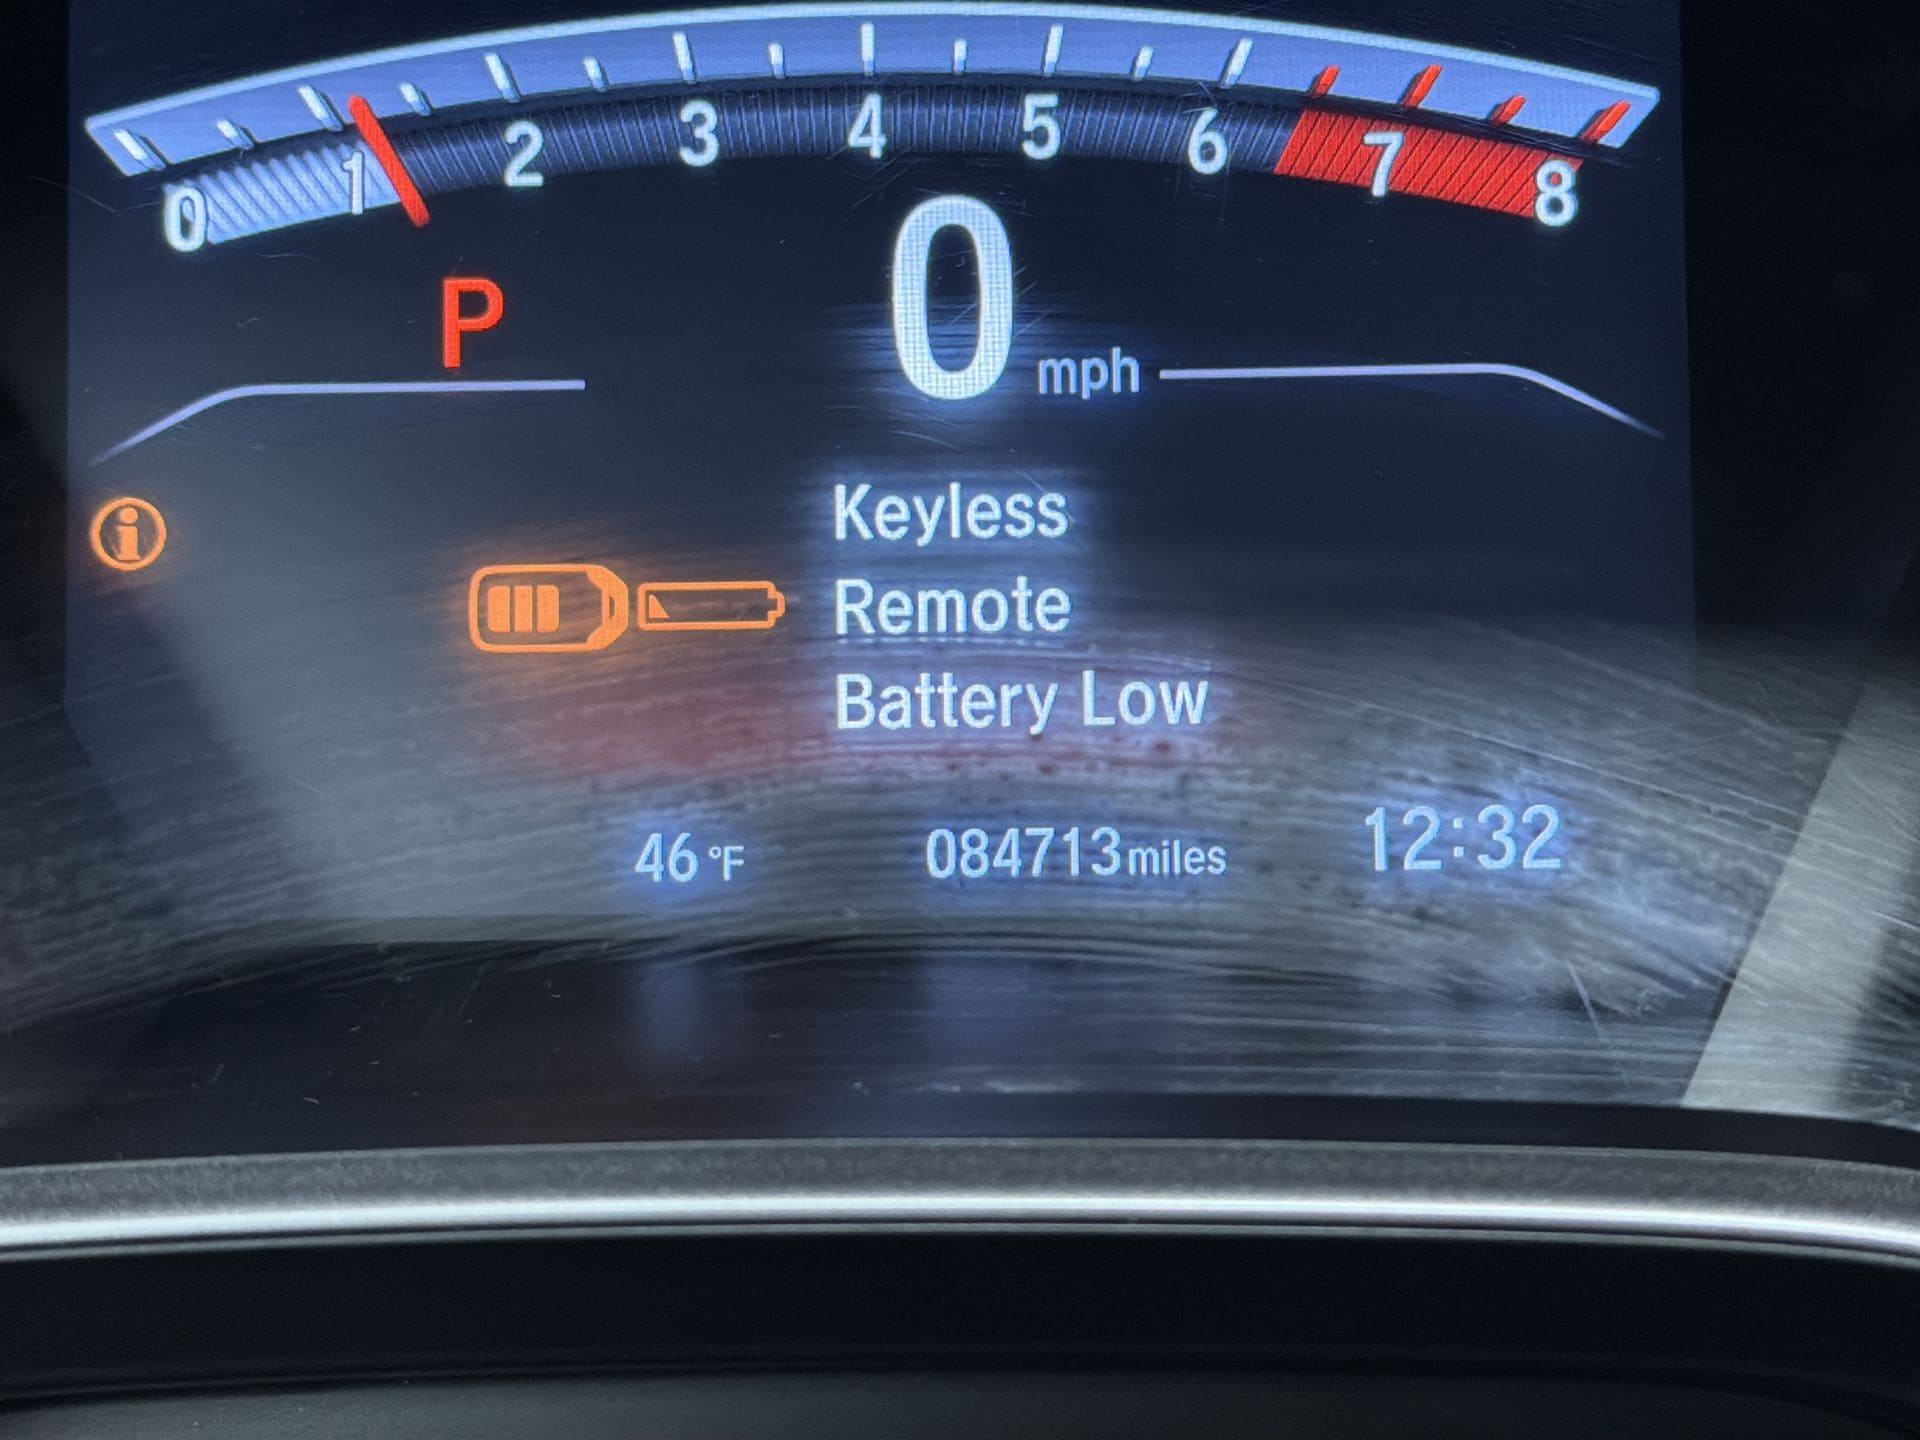 0 1 2 3 4 5 6 7 8
P
0 mph
i
Keyless
Remote
Battery Low
46 °F 084713 miles 12:32